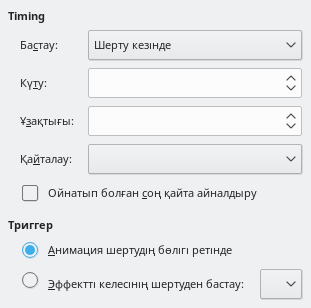 Timing
Бастау:
Шерту кезінде
Күту:
Ұзақтығы:
Қайталау:
Ойнатып болған соң қайта айналдыру
Триггер
Анимация шертудің бөлігі ретінде
Эффектті келесінің шертуден бастау: